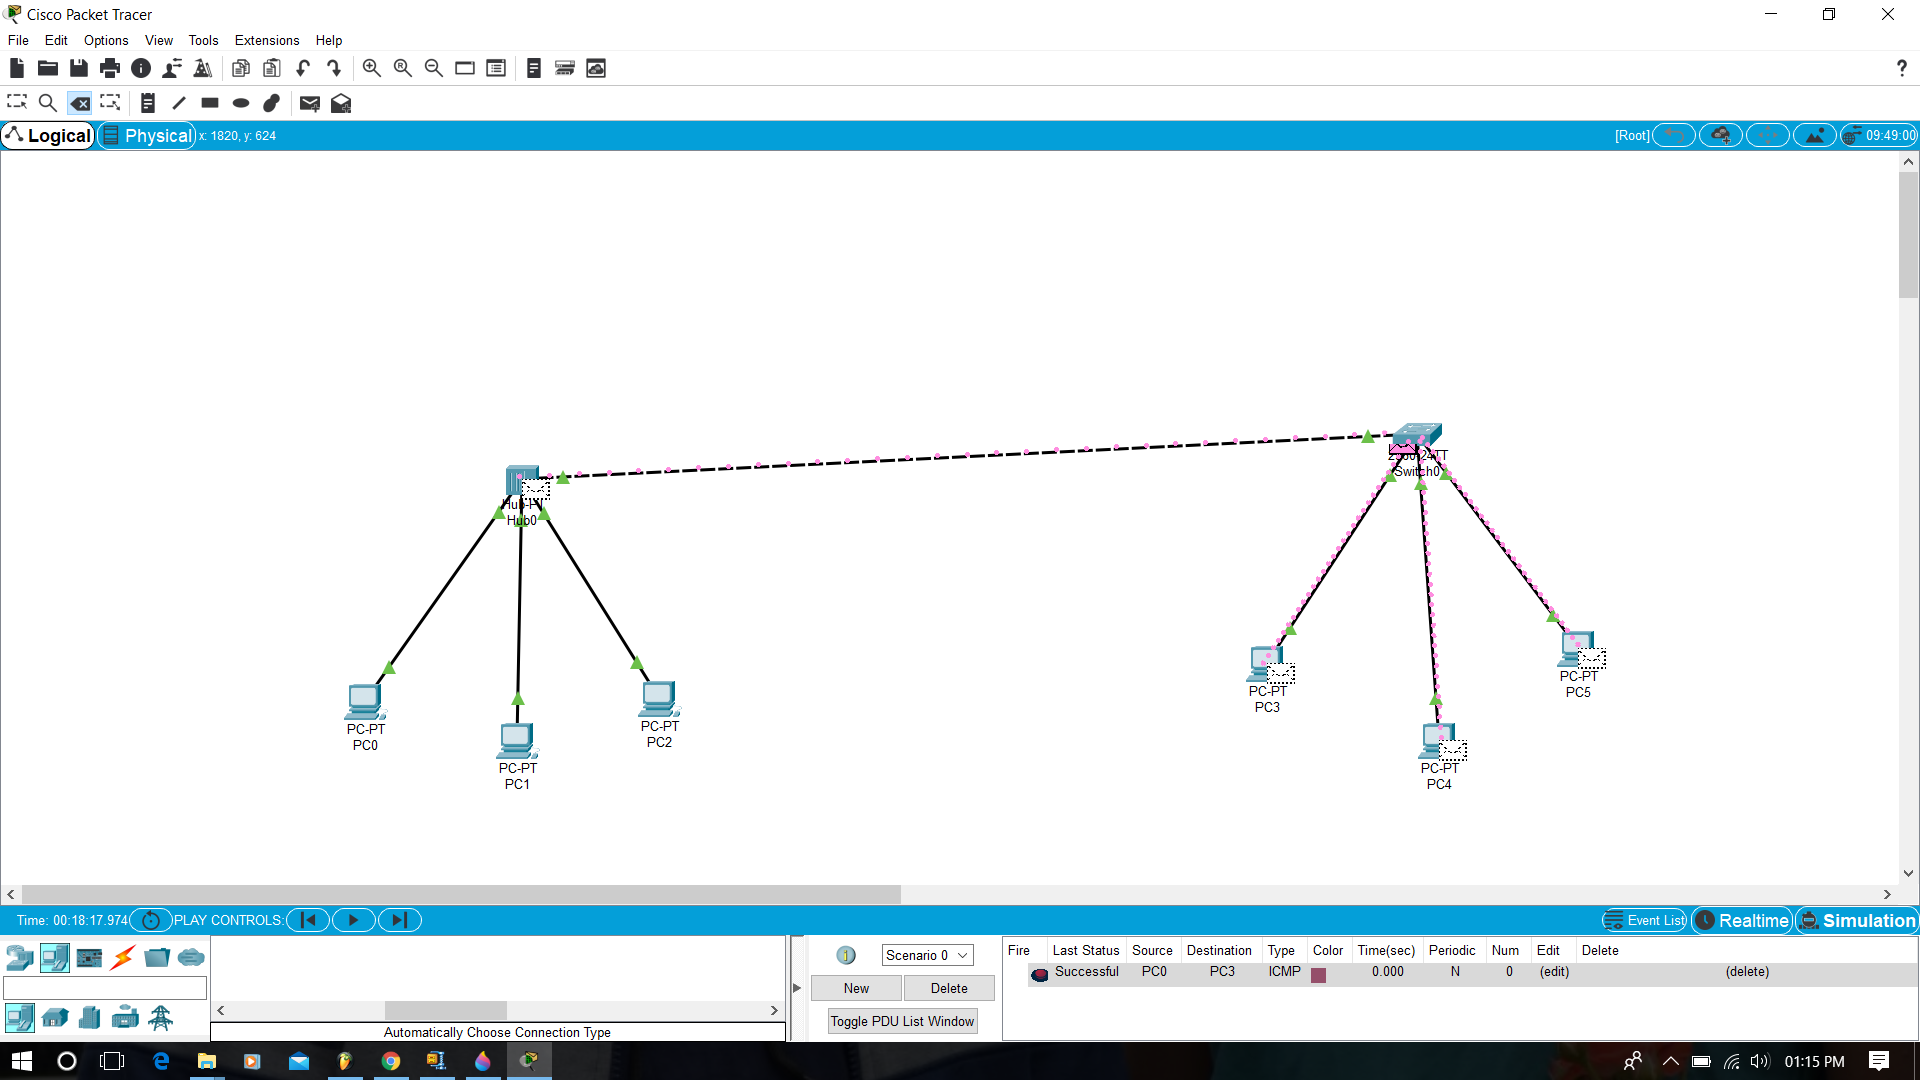 Cisco Packet Tracer
File Edit Options View Tools Extensions Help
?
Logical Physical x: 1820, y: 624 [Root] 09:49:00
Switch0
Hub0
PC-PT
PC5
PC-PT
PC3
PC-PT
PC0
PC-PT
PC2
PC-PT
PC1
PC-PT
PC4
Time: 00:18:17.974 PLAY CONTROLS: Event List Realtime Simulation
Scenario 0
New Delete
Toggle PDU List Window
Fire Last Status Source Destination Type Color Time(sec) Periodic Num Edit Delete
Successful PC0 PC3 ICMP 0.000 N 0 (edit) (delete)
Automatically Choose Connection Type
01:15 PM